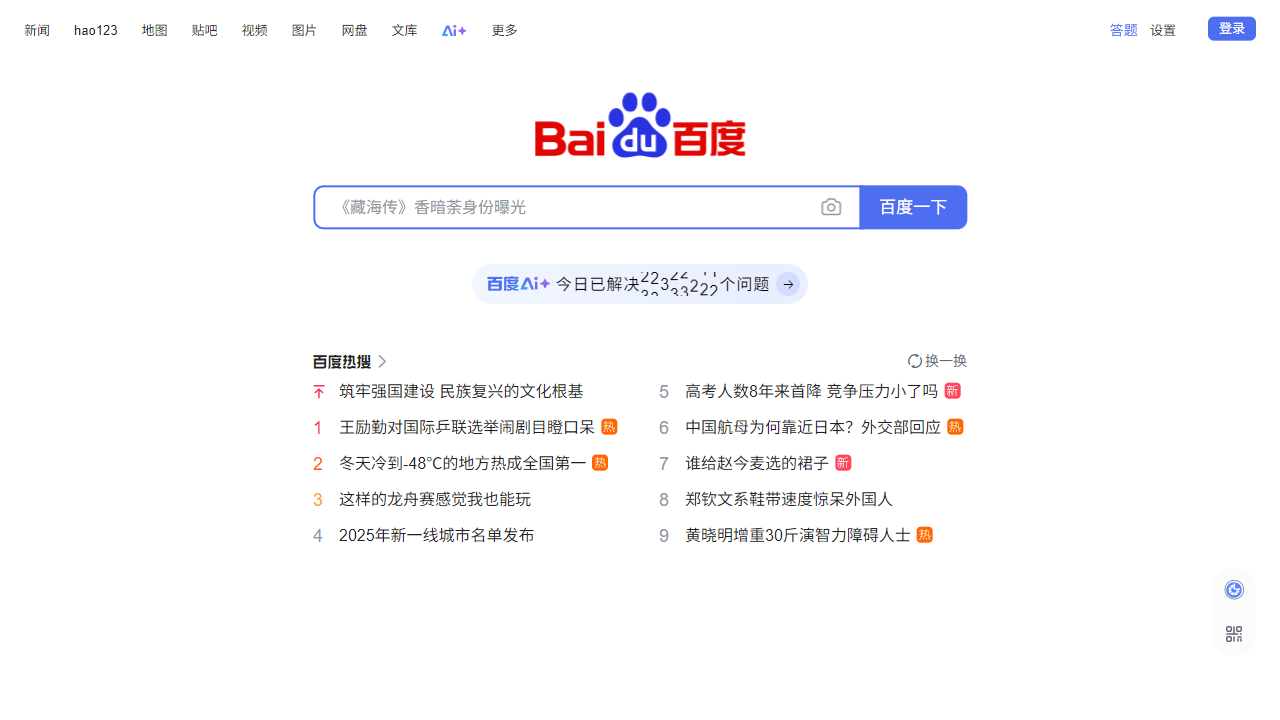 新闻 hao123 地图 贴吧 视频 图片 网盘 文库 Ai+ 更多 答题 设置 登录
Bai du 百度
《藏海传》香暗荼身份曝光 百度一下
百度Ai+ 今日已解决 个问题
百度热搜 换一换
筑牢强国建设 民族复兴的文化根基
1 王励勤对国际乒联选举闹剧目瞪口呆 热
2 冬天冷到-48℃的地方热成全国第一 热
3 这样的龙舟赛感觉我也能玩
4 2025年新一线城市名单发布
5 高考人数8年来首降 竞争压力小了吗 新
6 中国航母为何靠近日本？外交部回应 热
7 谁给赵今麦选的裙子 新
8 郑钦文系鞋带速度惊呆外国人
9 黄晓明增重30斤演智力障碍人士 热